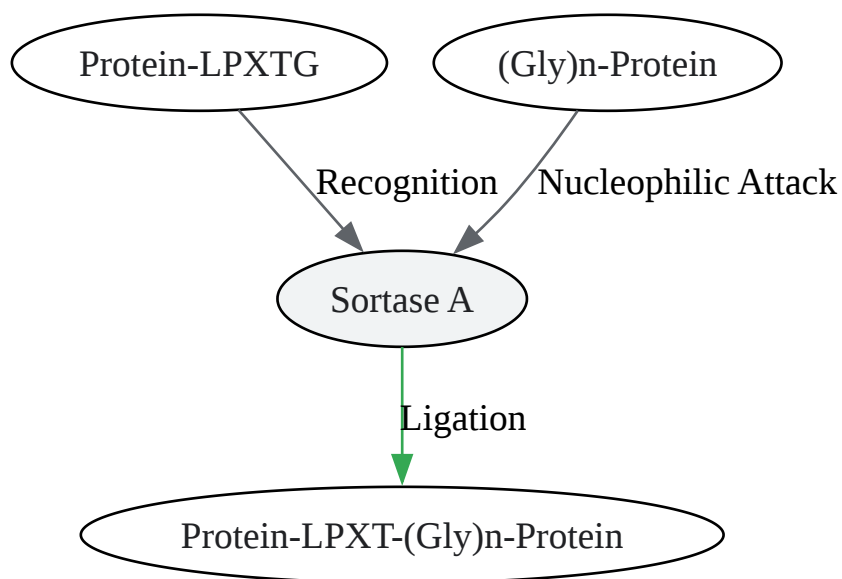 Protein-LPXTG
(Gly)n-Protein
Recognition
Nucleophilic Attack
Sortase A
Ligation
Protein-LPXT-(Gly)n-Protein